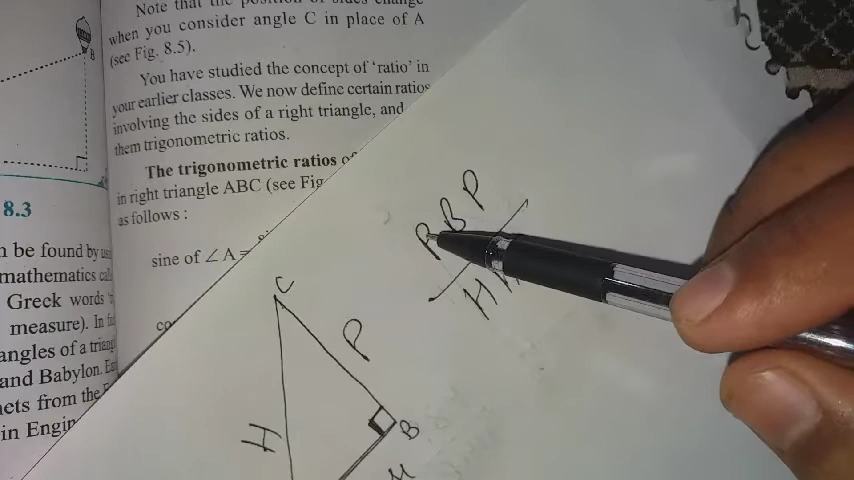 Note that the position of sides change
when you consider angle C in place of A
(see Fig. 8.5).
You have studied the concept of 'ratio' in
your earlier classes. We now define certain ratios
involving the sides of a right triangle, and
them trigonometric ratios.
The trigonometric ratios of
in right triangle ABC (see Fig
as follows :
sine of ∠A =
co
B
8.3
n be found by
mathematics
Greek words
measure). In
angles of a
and Babylon.
ets from the
in Engin
P B P
H
C
P
H
B